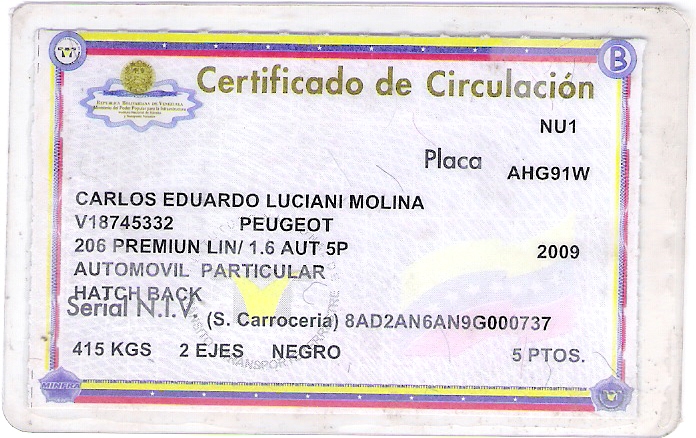 B
Certificado de Circulación
REPUBLICA BOLIVARIANA DE VENEZUELA
Ministerio del Poder Popular para la Infraestructura
NU1
Placa AHG91W
CARLOS EDUARDO LUCIANI MOLINA
V18745332 PEUGEOT
206 PREMIUN LIN/ 1.6 AUT 5P 2009
AUTOMOVIL PARTICULAR
HATCH BACK
Serial N.I.V. (S. Carroceria) 8AD2AN6AN9G000737
415 KGS 2 EJES NEGRO 5 PTOS.
MINFRA